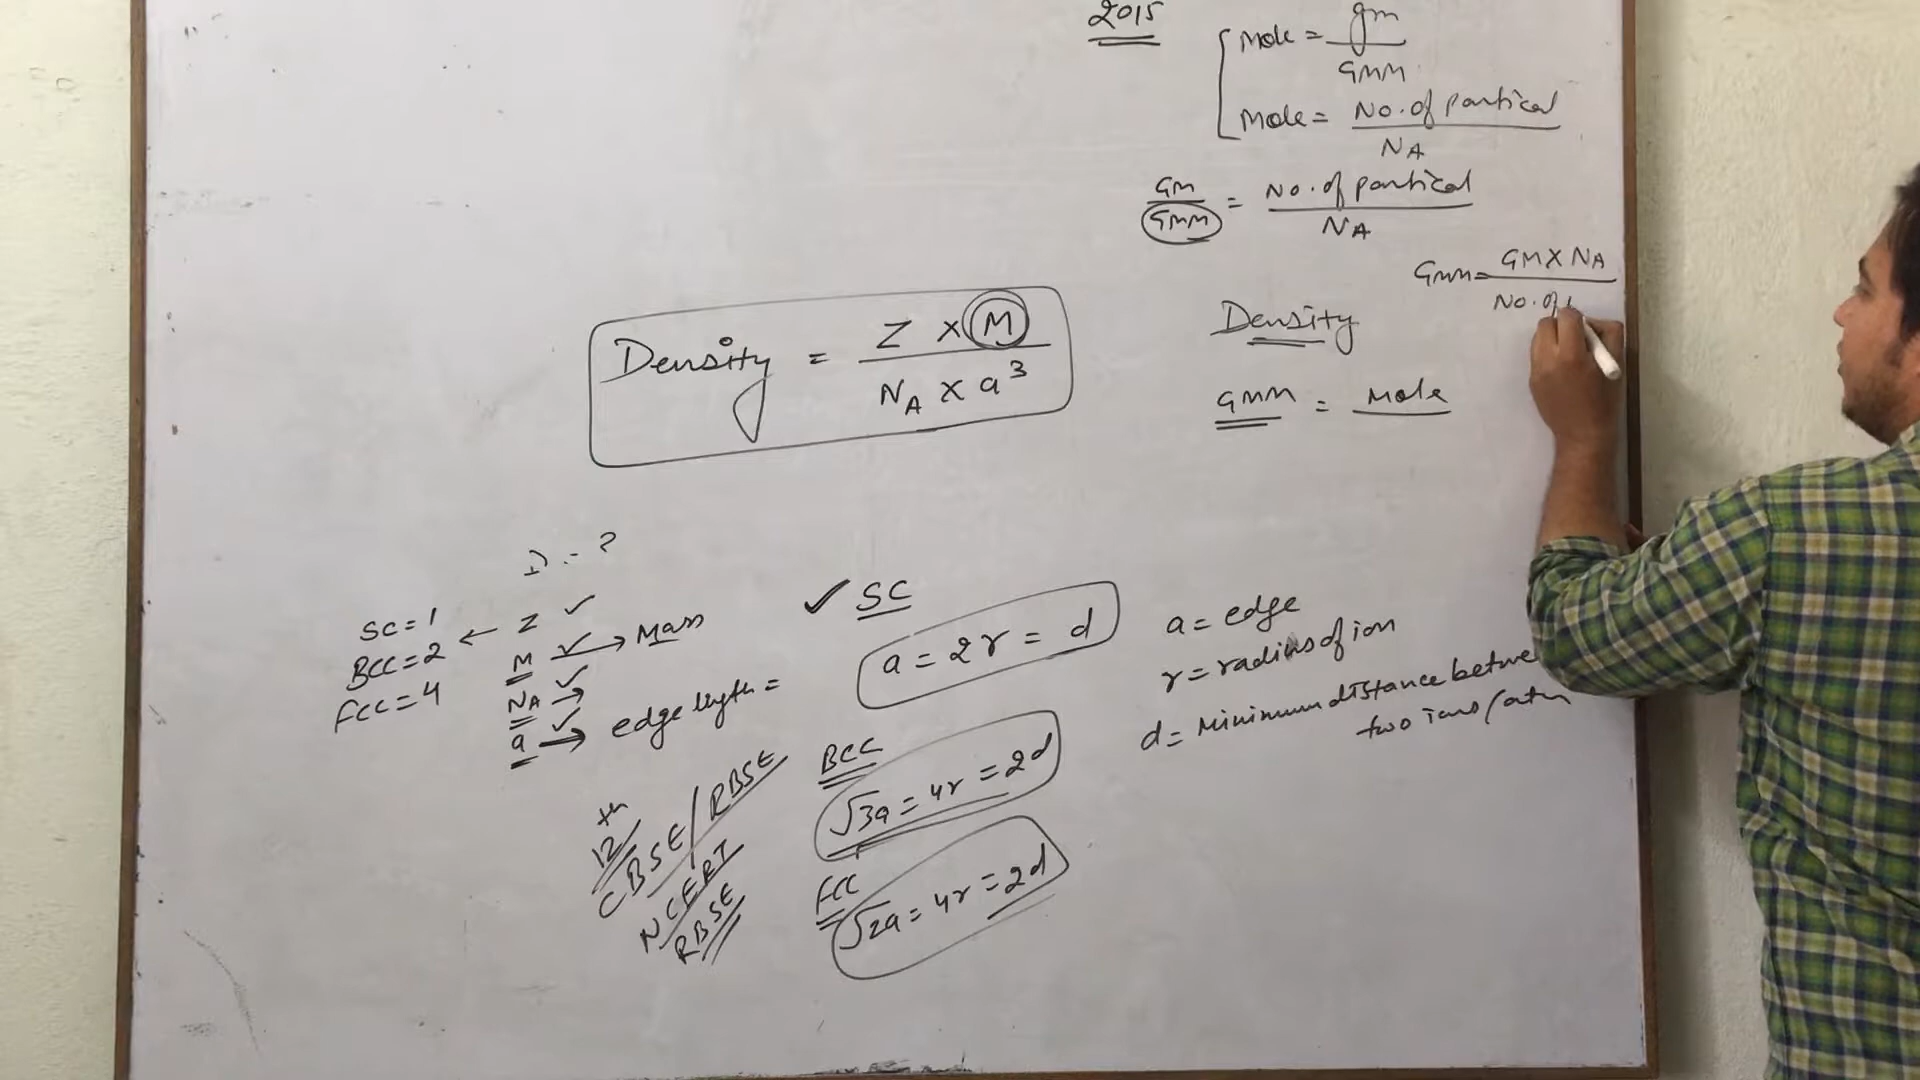 2015
Mole = gm / GMM
Mole = No. of partical / NA
GM / GMM = No. of partical / NA
GMM = GM X NA / No. of
Density
GMM = Mole
Density = Z x M / NA x a³
D = ?
SC = 1
BCC = 2 ← Z ✓
FCC = 4
M ✓ → Mass
NA ✓ →
a ✓ → edge length =
12th
CBSE/RBSE
NCERT
RBSE
✓ SC
a = 2r = d
BCC
√3a = 4r = 2d
FCC
√2a = 4r = 2d
a = edge
r = radius of ion
d = Minimum distance betwe
two ions/